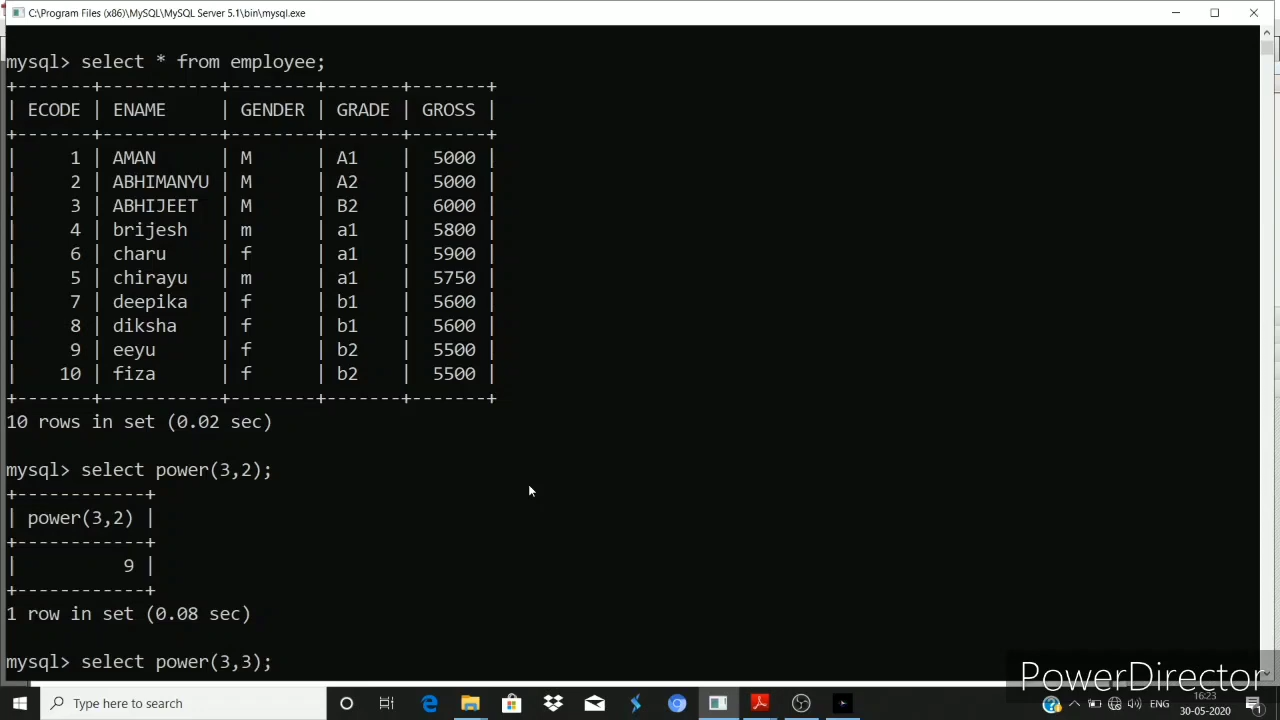 C:\Program Files (x86)\MySQL\MySQL Server 5.1\bin\mysql.exe
mysql> select * from employee;
+-------+-----------+--------+-------+-------+
| ECODE | ENAME     | GENDER | GRADE | GROSS |
+-------+-----------+--------+-------+-------+
|     1 | AMAN      | M      | A1    |  5000 |
|     2 | ABHIMANYU | M      | A2    |  5000 |
|     3 | ABHIJEET  | M      | B2    |  6000 |
|     4 | brijesh   | m      | a1    |  5800 |
|     6 | charu     | f      | a1    |  5900 |
|     5 | chirayu   | m      | a1    |  5750 |
|     7 | deepika   | f      | b1    |  5600 |
|     8 | diksha    | f      | b1    |  5600 |
|     9 | eeyu      | f      | b2    |  5500 |
|    10 | fiza      | f      | b2    |  5500 |
+-------+-----------+--------+-------+-------+
10 rows in set (0.02 sec)
mysql> select power(3,2);
+------------+
| power(3,2) |
+------------+
|          9 |
+------------+
1 row in set (0.08 sec)
mysql> select power(3,3);
PowerDirector
Type here to search
ENG
16:23
30-05-2020
1